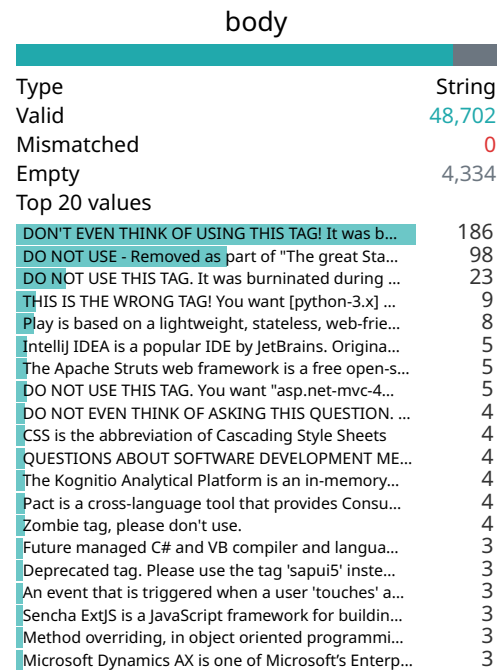 body
Type String
Valid 48,702
Mismatched 0
Empty 4,334
Top 20 values
DON'T EVEN THINK OF USING THIS TAG! It was b... 186
DO NOT USE - Removed as part of "The great Sta... 98
DO NOT USE THIS TAG. It was burninated during ... 23
THIS IS THE WRONG TAG! You want [python-3.x] ... 9
Play is based on a lightweight, stateless, web-frie... 8
IntelliJ IDEA is a popular IDE by JetBrains. Origina... 5
The Apache Struts web framework is a free open-s... 5
DO NOT USE THIS TAG. You want "asp.net-mvc-4... 5
DO NOT EVEN THINK OF ASKING THIS QUESTION. ... 4
CSS is the abbreviation of Cascading Style Sheets 4
QUESTIONS ABOUT SOFTWARE DEVELOPMENT ME... 4
The Kognitio Analytical Platform is an in-memory... 4
Pact is a cross-language tool that provides Consu... 4
Zombie tag, please don't use. 4
Future managed C# and VB compiler and langua... 3
Deprecated tag. Please use the tag 'sapui5' inste... 3
An event that is triggered when a user 'touches' a... 3
Sencha ExtJS is a JavaScript framework for buildin... 3
Method overriding, in object oriented programmi... 3
Microsoft Dynamics AX is one of Microsoft’s Enterp... 3